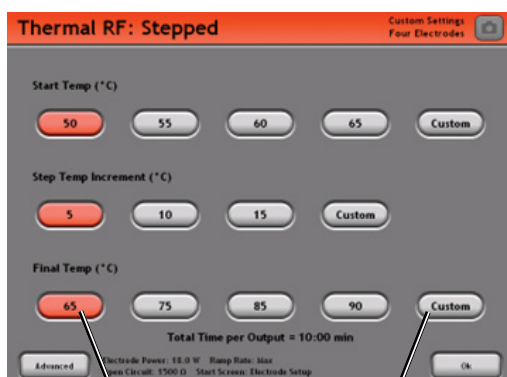 Thermal RF: Stepped
Custom Settings
Four Electrodes
Start Temp (°C)
50 55 60 65 Custom
Step Temp Increment (°C)
5 10 15 Custom
Final Temp (°C)
65 75 85 90 Custom
Total Time per Output = 10:00 min
Electrode Power: 18.0 W Ramp Rate: Max
Advanced Ok
Open Circuit: 1500 Ω Start Screen: Electrode Setup